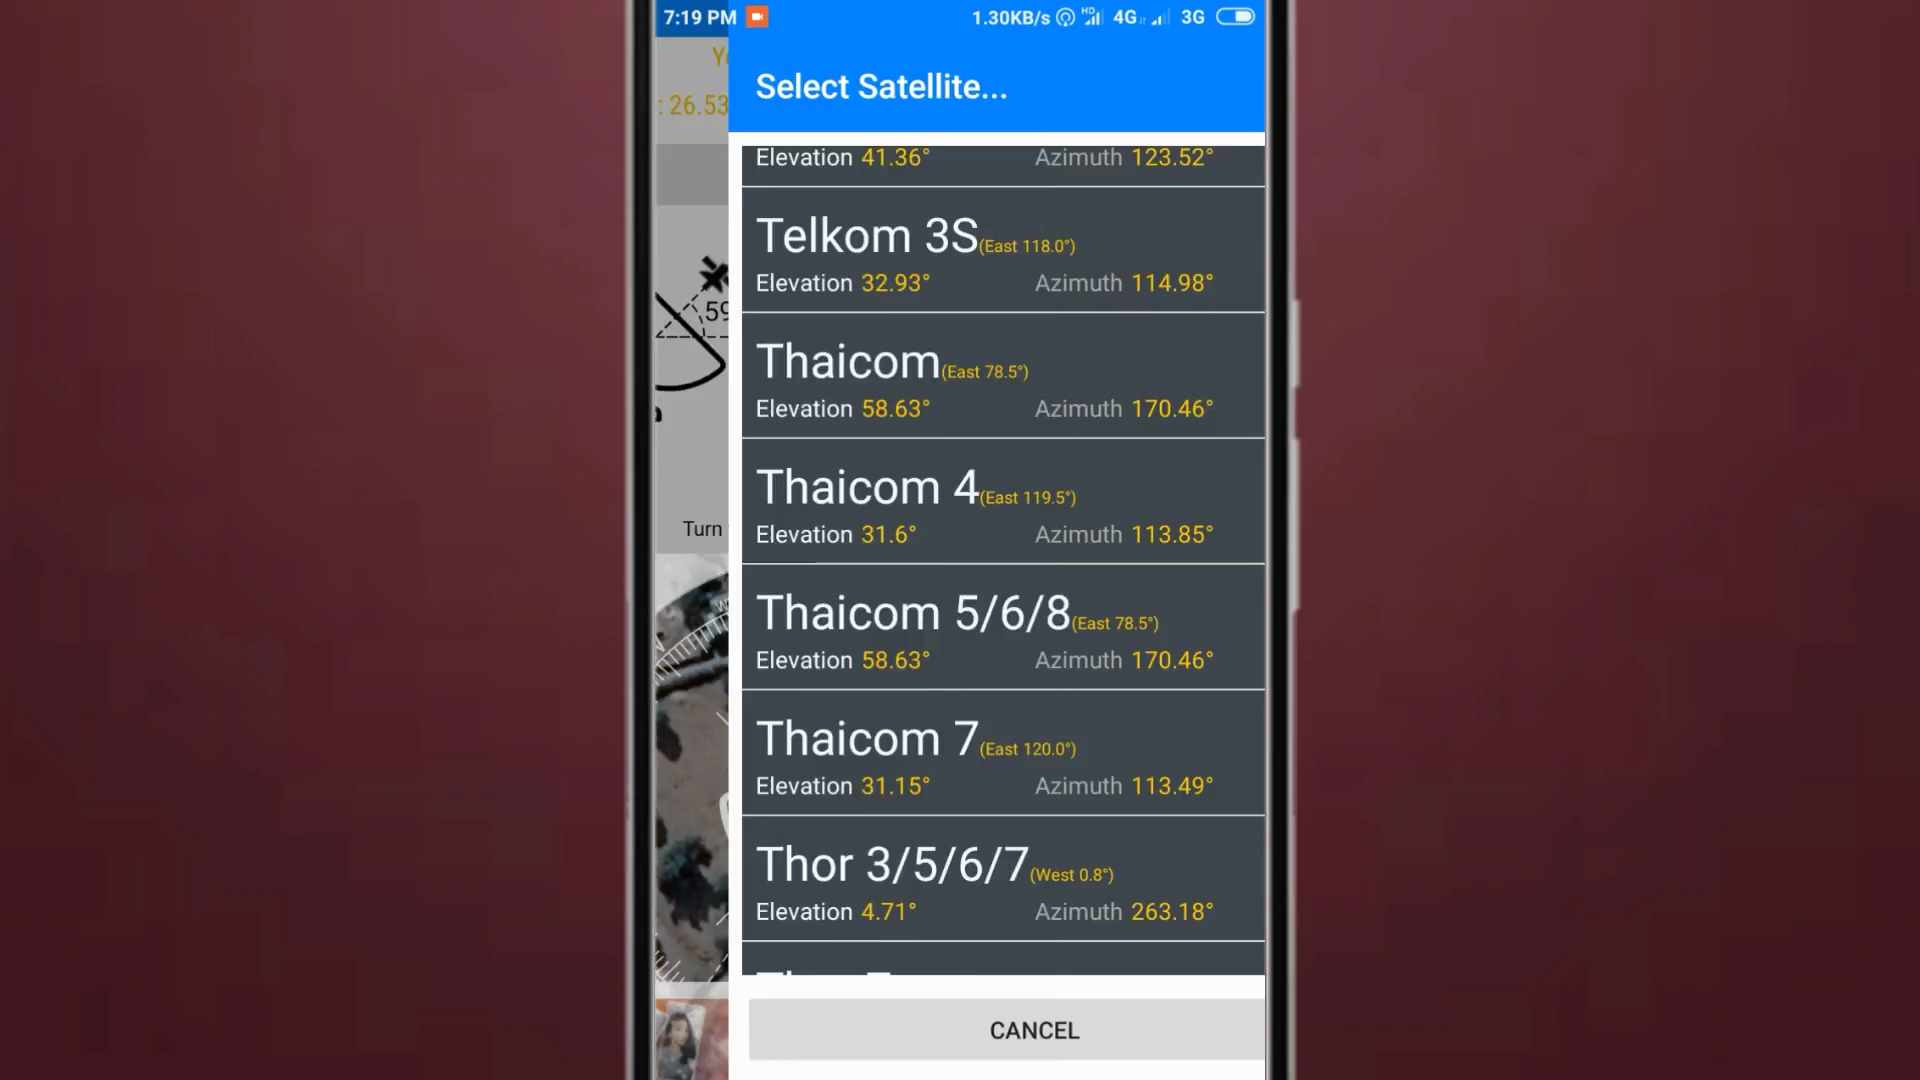 7:19 PM 1.30KB/s HD 4G 3G
: 26.53
Select Satellite...
Elevation 41.36° Azimuth 123.52°
Telkom 3S(East 118.0°)
Elevation 32.93° Azimuth 114.98°
59
Thaicom(East 78.5°)
Elevation 58.63° Azimuth 170.46°
Thaicom 4(East 119.5°)
Elevation 31.6° Azimuth 113.85°
Turn
Thaicom 5/6/8(East 78.5°)
Elevation 58.63° Azimuth 170.46°
Thaicom 7(East 120.0°)
Elevation 31.15° Azimuth 113.49°
Thor 3/5/6/7(West 0.8°)
Elevation 4.71° Azimuth 263.18°
CANCEL